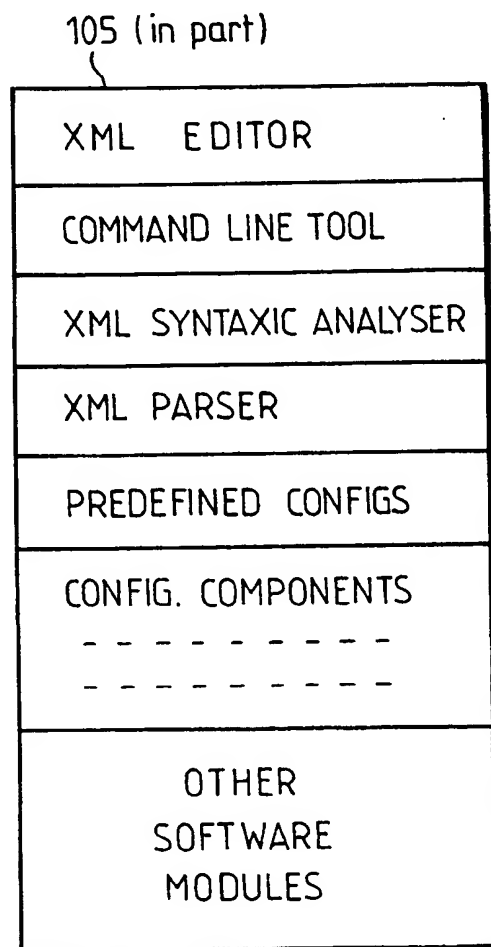 105 (in part)
XML EDITOR
COMMAND LINE TOOL
XML SYNTAXIC ANALYSER
XML PARSER
PREDEFINED CONFIGS
CONFIG. COMPONENTS
- - - - - - - - - -
- - - - - - - - - -
OTHER
SOFTWARE
MODULES